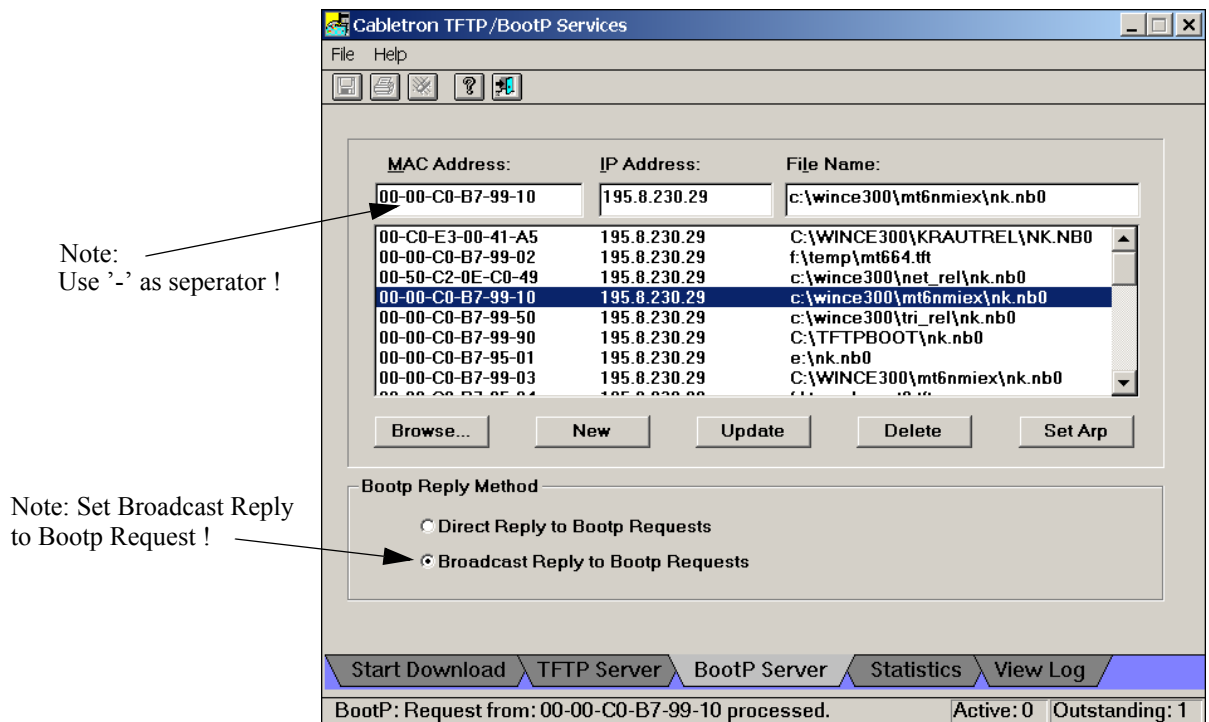 Cabletron TFTP/BootP Services
File Help
MAC Address: IP Address: File Name:
00-00-C0-B7-99-10 195.8.230.29 c:\wince300\mt6nmiex\nk.nb0
00-C0-E3-00-41-A5 195.8.230.29 C:\WINCE300\KRAUTREL\NK.NB0
00-00-C0-B7-99-02 195.8.230.29 f:\temp\mt664.tft
00-50-C2-0E-C0-49 195.8.230.29 c:\wince300\net_rel\nk.nb0
00-00-C0-B7-99-10 195.8.230.29 c:\wince300\mt6nmiex\nk.nb0
00-00-C0-B7-99-50 195.8.230.29 c:\wince300\tri_rel\nk.nb0
00-00-C0-B7-99-90 195.8.230.29 C:\TFTPBOOT\nk.nb0
00-00-C0-B7-95-01 195.8.230.29 e:\nk.nb0
00-00-C0-B7-99-03 195.8.230.29 C:\WINCE300\mt6nmiex\nk.nb0
Note:
Use '-' as seperator !
Browse... New Update Delete Set Arp
Bootp Reply Method
Direct Reply to Bootp Requests
Broadcast Reply to Bootp Requests
Note: Set Broadcast Reply
to Bootp Request !
Start Download TFTP Server BootP Server Statistics View Log
BootP: Request from: 00-00-C0-B7-99-10 processed. Active: 0 Outstanding: 1